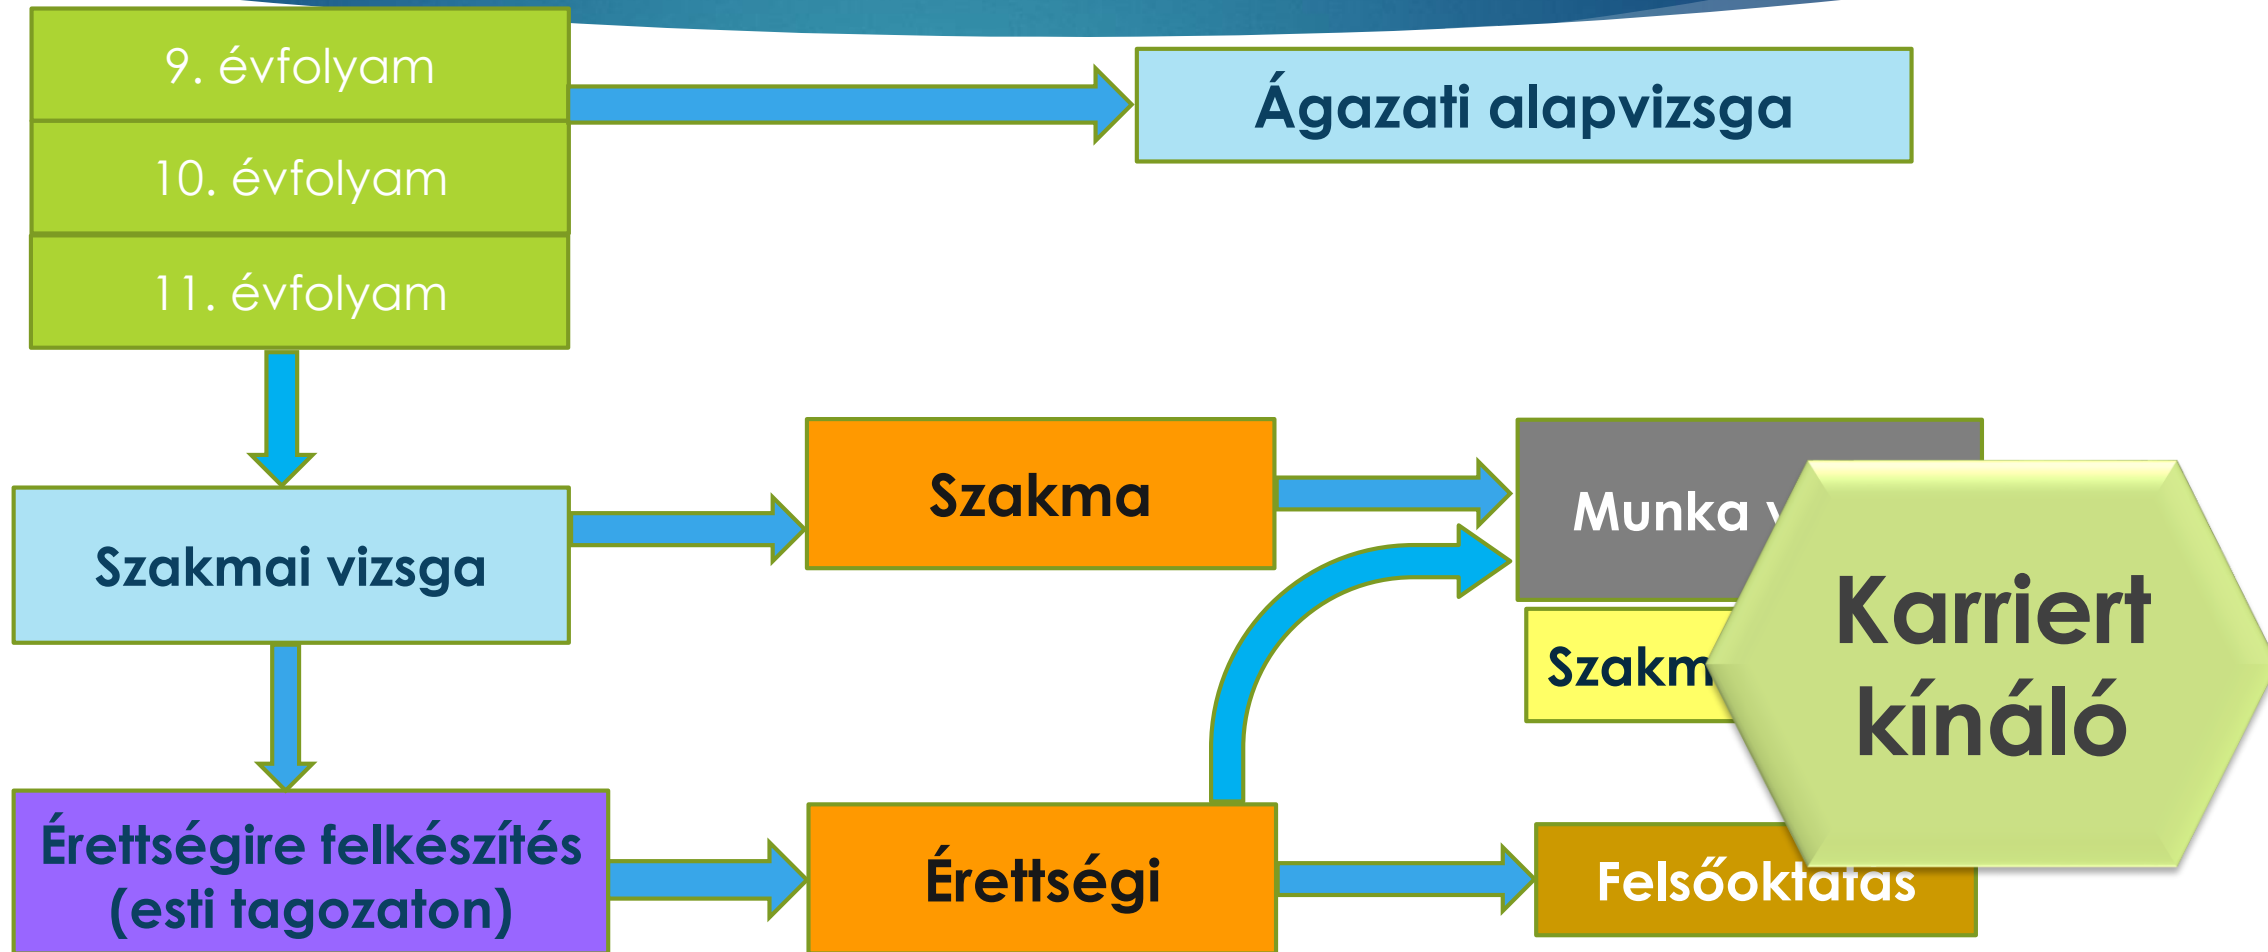 9. évfolyam
Ágazati alapvizsga
10. évfolyam
11. évfolyam
Szakma
Munka
Szakmai vizsga
Karriert
kínáló
Érettségire felkészítés
(esti tagozaton)
Érettségi
Felsőoktatás